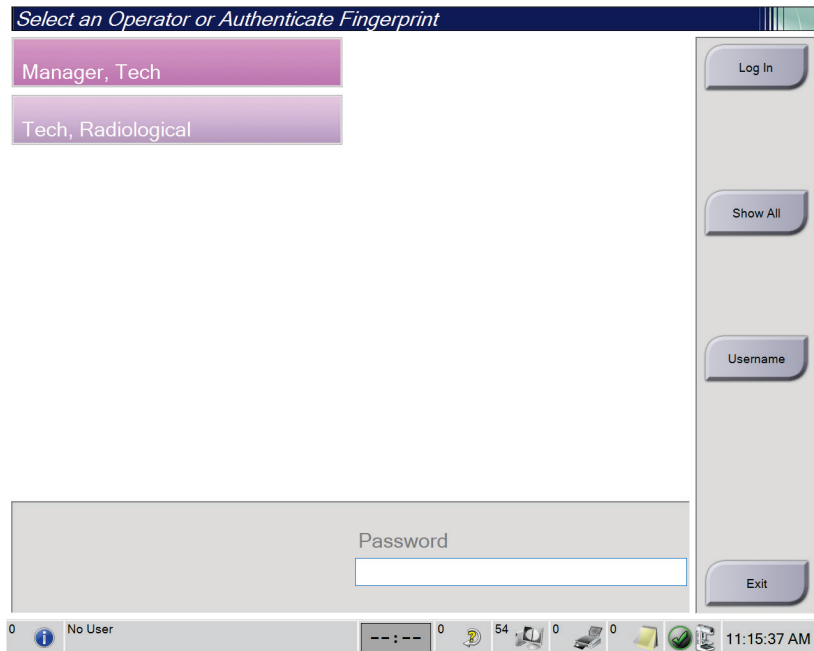 Select an Operator or Authenticate Fingerprint
Manager, Tech
Log In
Tech, Radiological
Show All
Username
Password
Exit
0 No User --:-- 0 54 0 0 11:15:37 AM